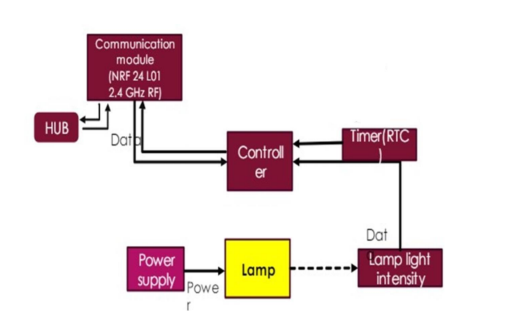 Communication
module
(NRF 24 L01
2.4 GHz RF)
HUB
Data
Controll
er
Timer(RTC
)
Power
supply
Powe
r
Lamp
Dat
a
Lamp light
intensity